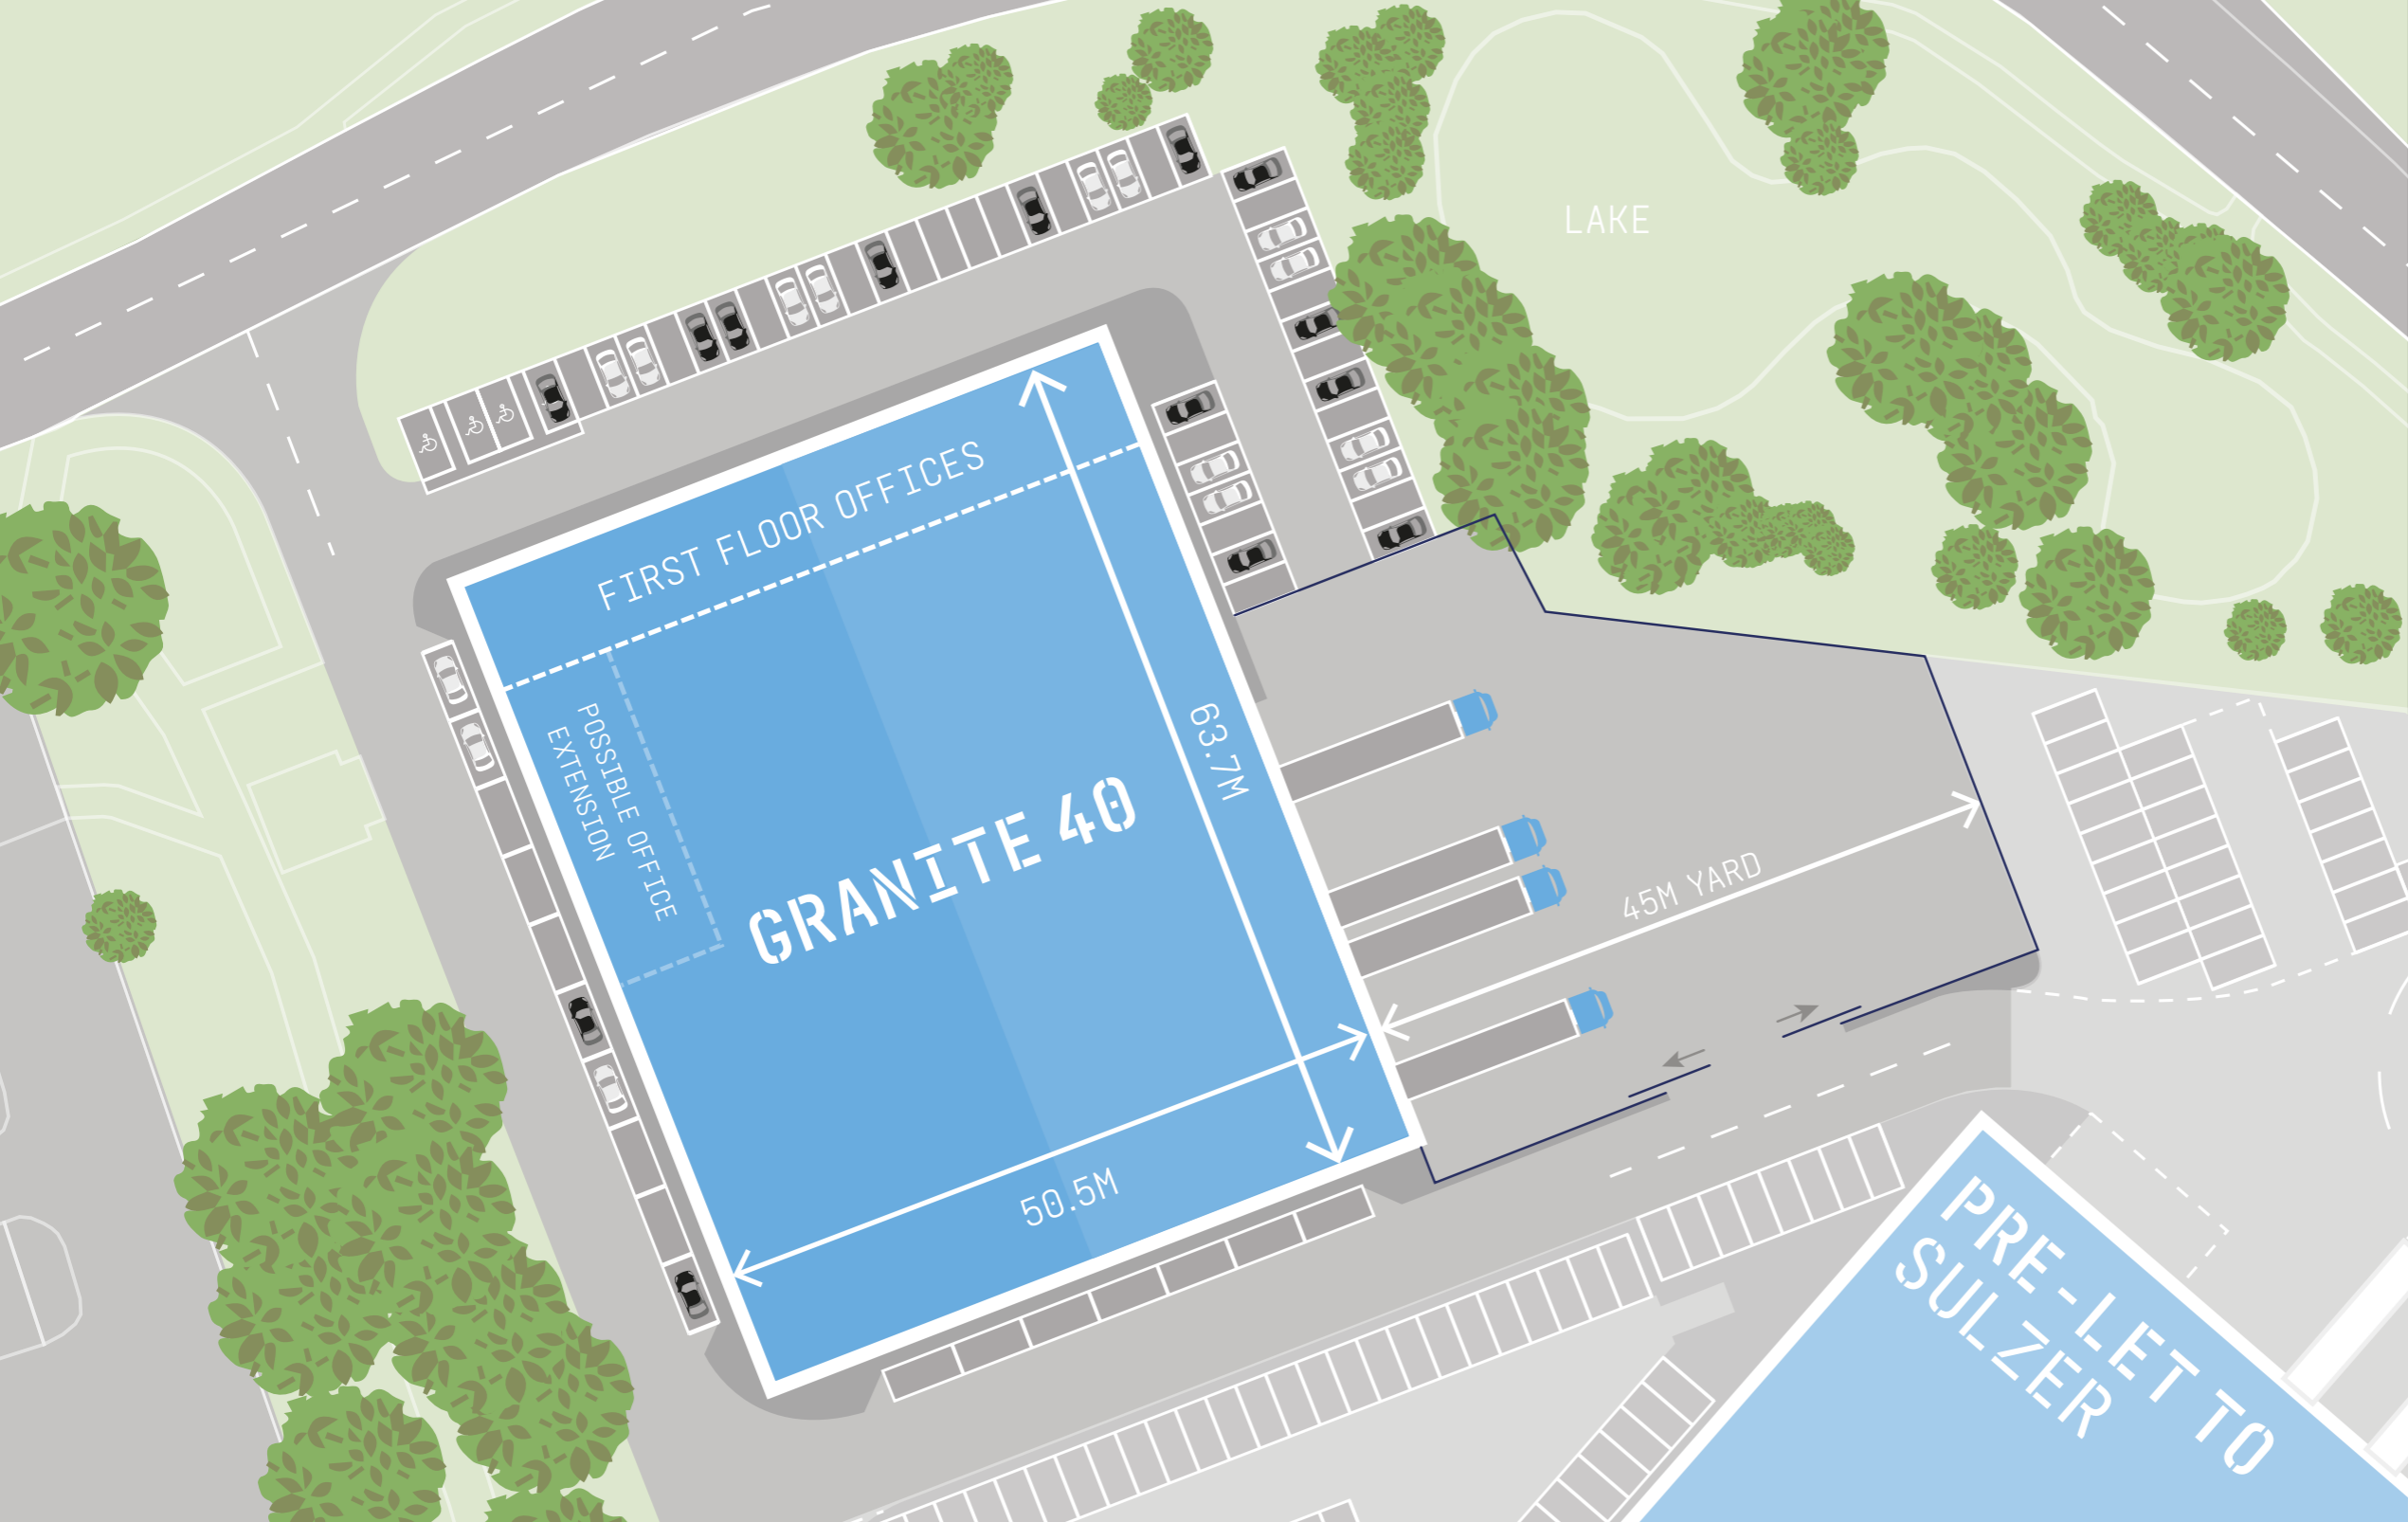 LAKE
FIRST FLOOR OFFICES
POSSIBLE OFFICE
EXTENSION
63.7M
GRANITE 40
45M YARD
50.5M
PRE-LET TO
SULZER